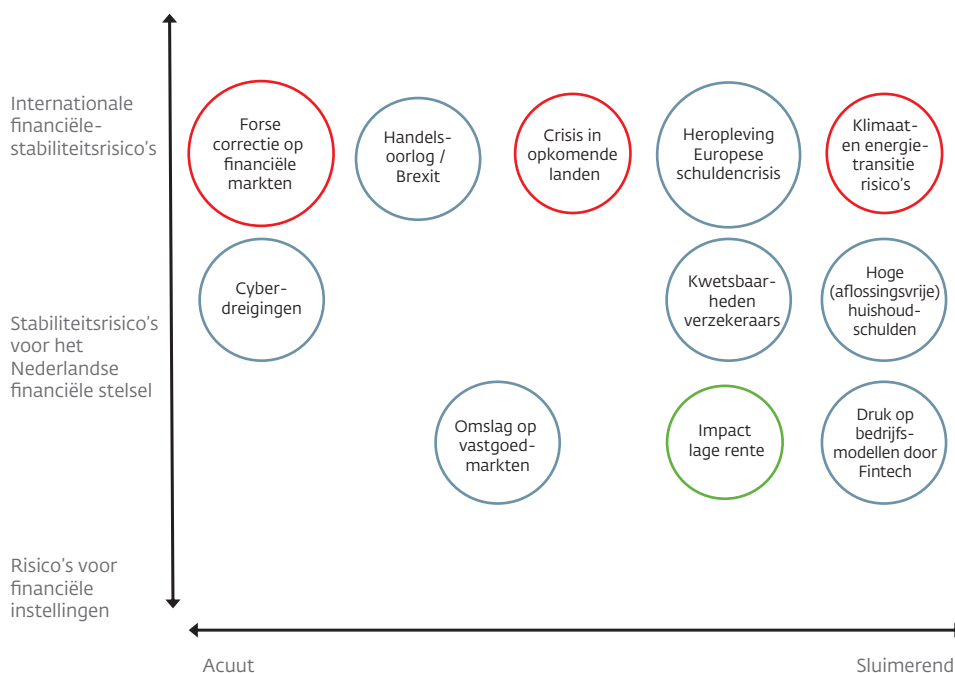 Internationale
financiële-
stabiliteitsrisico's
Forse
correctie op
financiële
markten
Handels-
oorlog /
Brexit
Crisis in
opkomende
landen
Heropleving
Europese
schuldencrisis
Klimaat-
en energie-
transitie
risico's
Stabiliteitsrisico's
voor het
Nederlandse
financiële stelsel
Cyber-
dreigingen
Kwetsbaar-
heden
verzekeraars
Hoge
(aflossingsvrije)
huishoud-
schulden
Omslag op
vastgoed-
markten
Impact
lage rente
Druk op
bedrijfs-
modellen door
Fintech
Risico's voor
financiële
instellingen
Acuut
Sluimerend